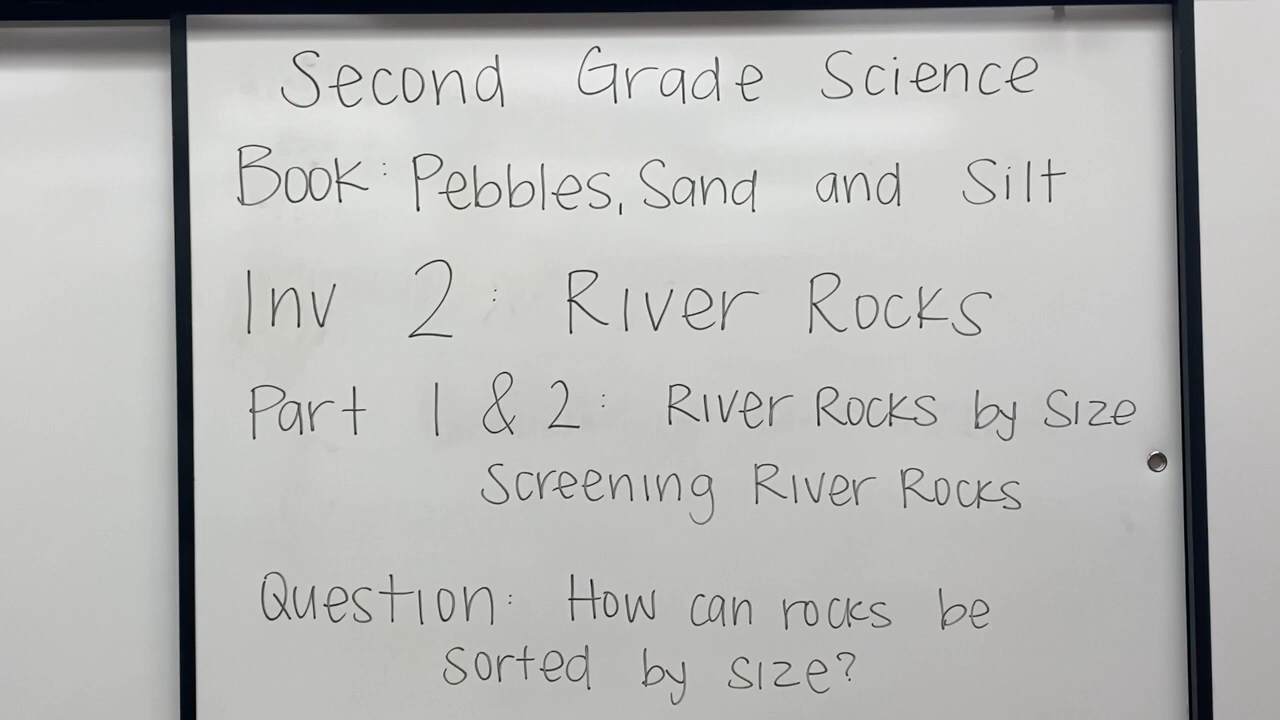 Second Grade Science
Book: Pebbles, Sand and Silt
Inv 2: River Rocks
Part 1 & 2: River Rocks by Size
Screening River Rocks
Question: How can rocks be
sorted by size?